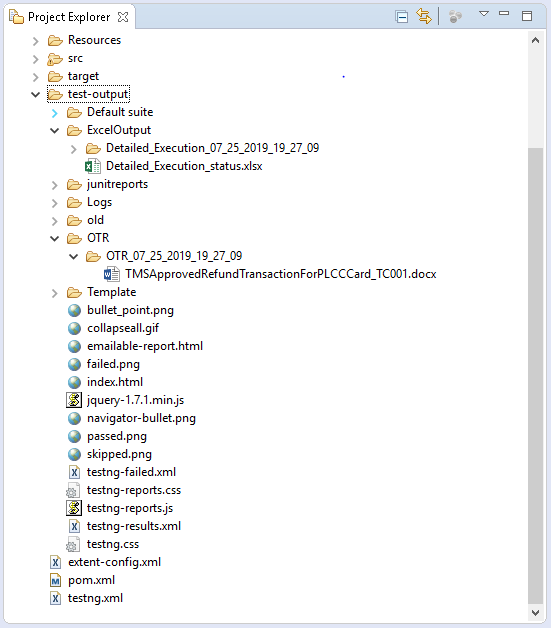 Project Explorer
Resources
src
target
test-output
Default suite
ExcelOutput
Detailed_Execution_07_25_2019_19_27_09
Detailed_Execution_status.xlsx
junitreports
Logs
old
OTR
OTR_07_25_2019_19_27_09
TMSApprovedRefundTransactionForPLCCCard_TC001.docx
Template
bullet_point.png
collapseall.gif
emailable-report.html
failed.png
index.html
jquery-1.7.1.min.js
navigator-bullet.png
passed.png
skipped.png
testng-failed.xml
testng-reports.css
testng-reports.js
testng-results.xml
testng.css
extent-config.xml
pom.xml
testng.xml